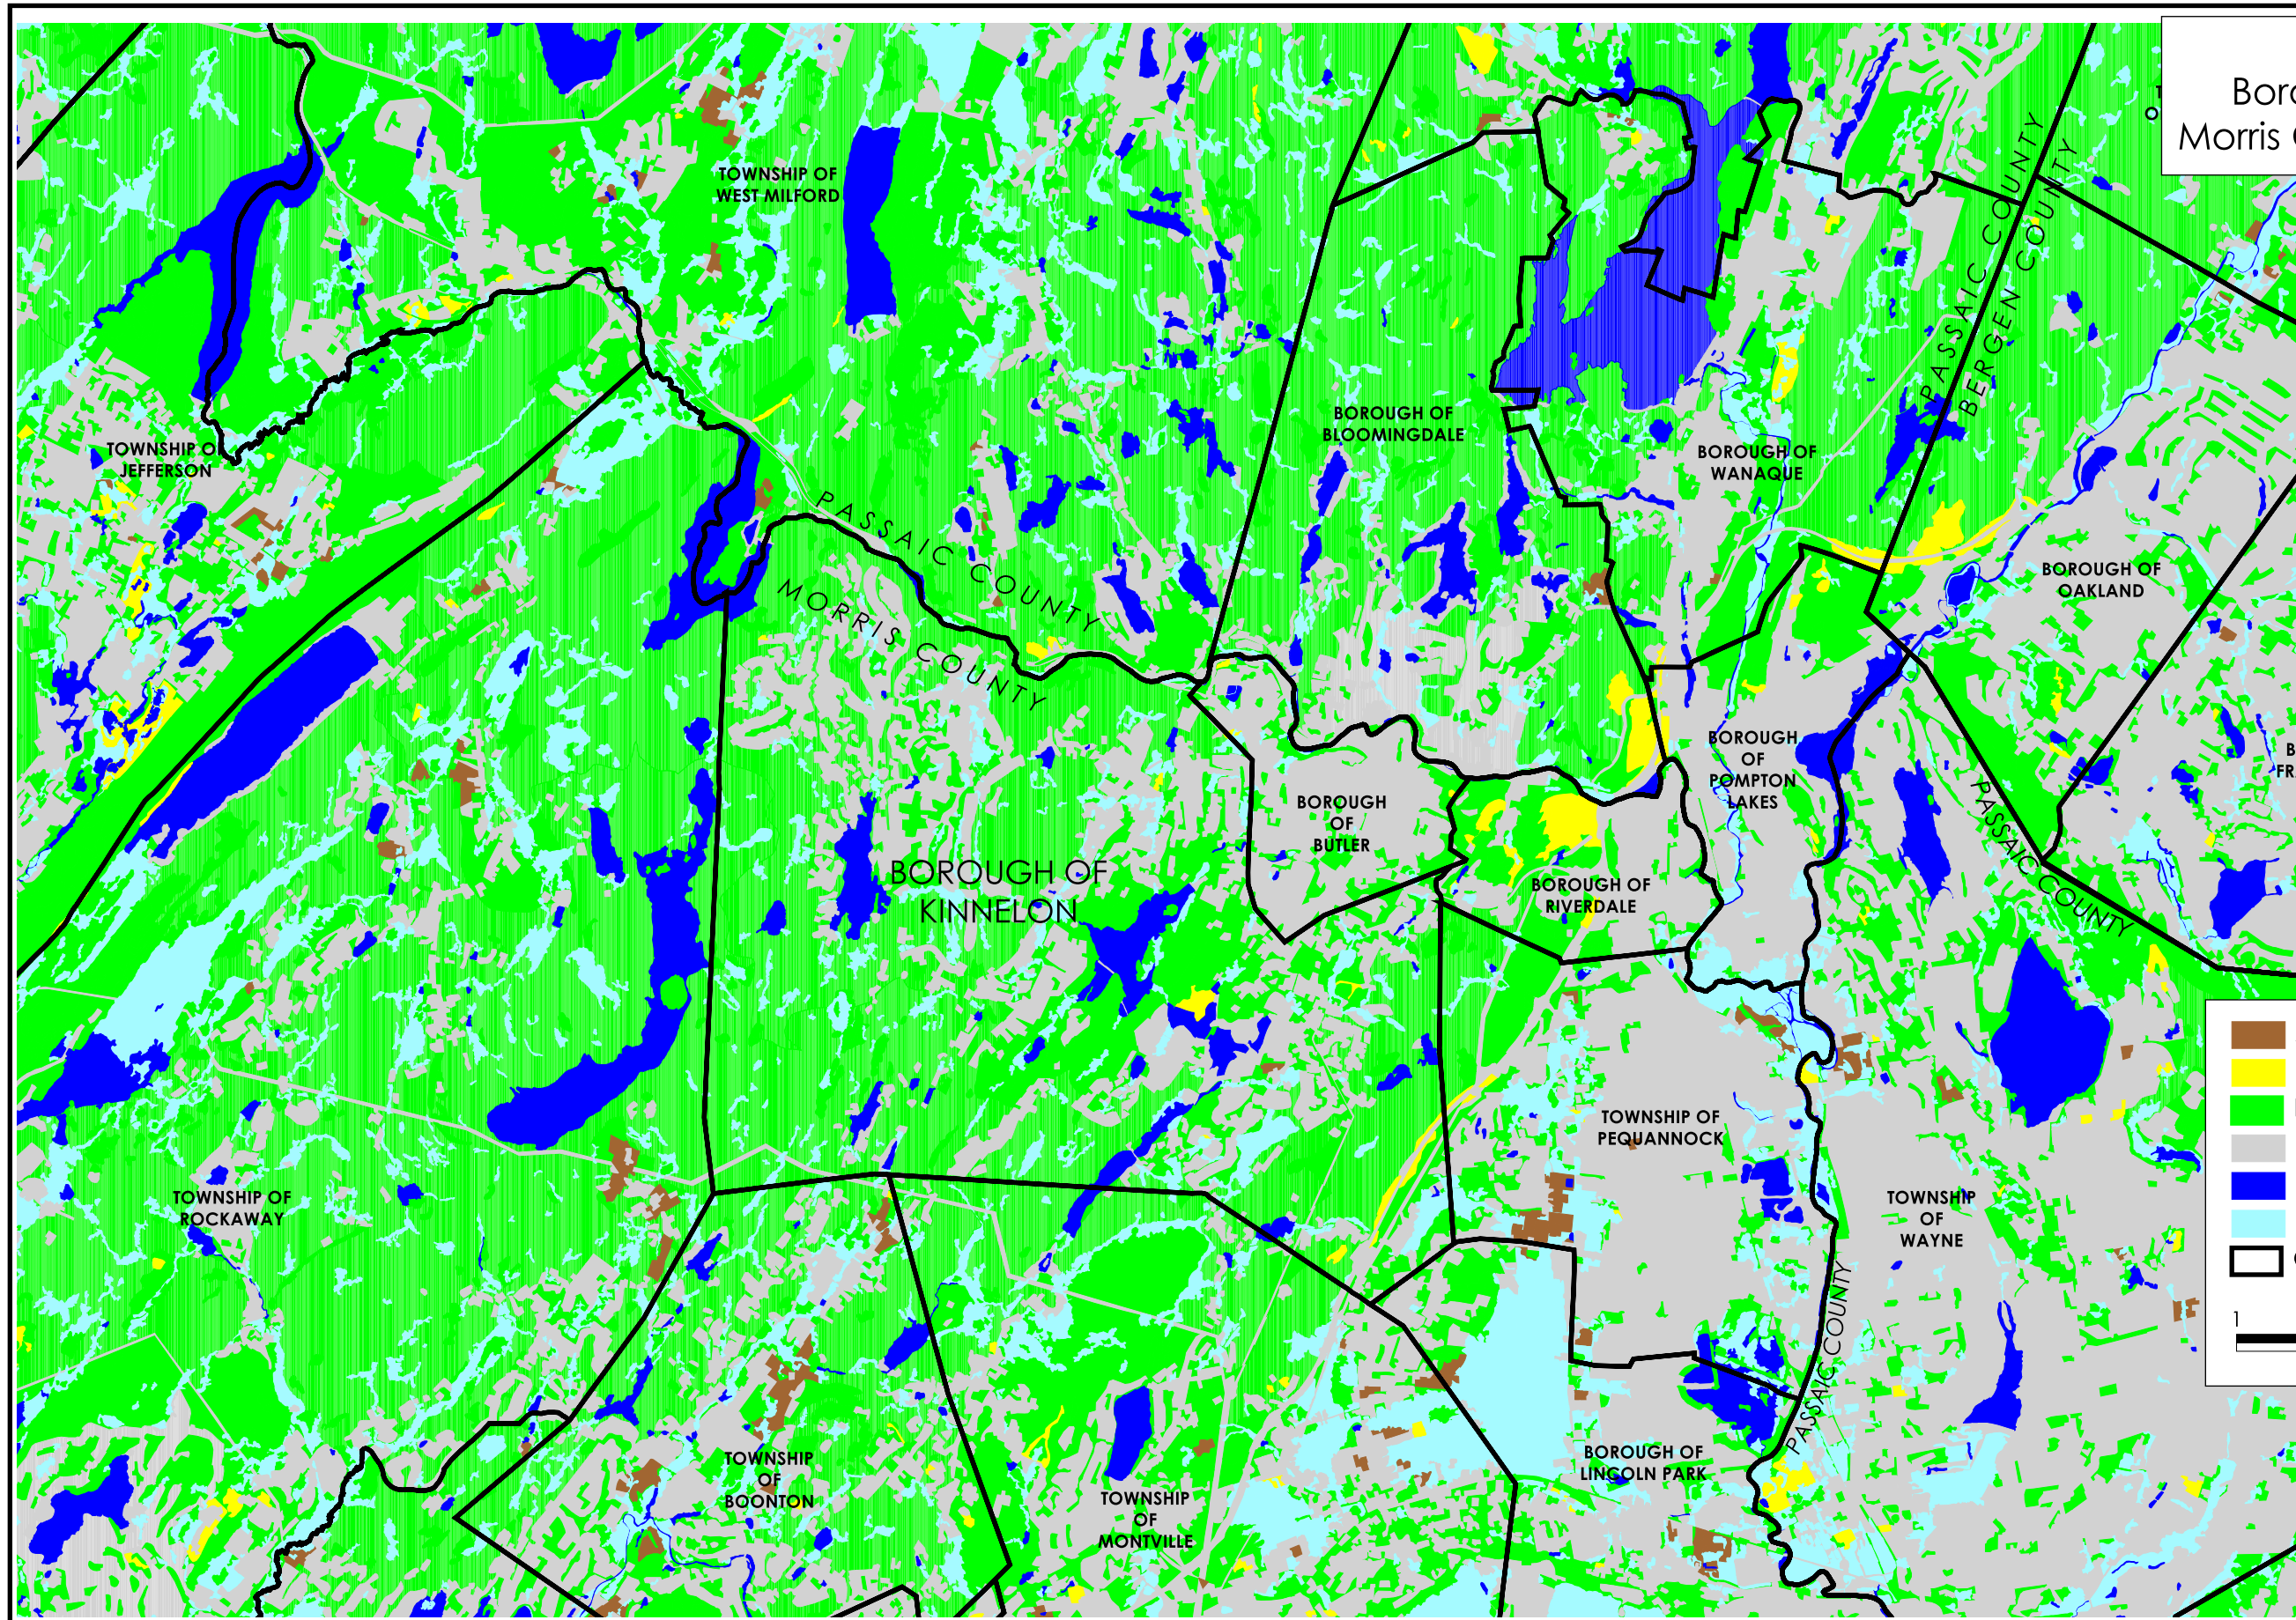 Boro
Morris
TOWNSHIP OF
WEST MILFORD
PASSAIC COUNTY
BERGEN COUNTY
BOROUGH OF
BLOOMINGDALE
BOROUGH OF
WANAQUE
TOWNSHIP OF
JEFFERSON
PASSAIC COUNTY
MORRIS COUNTY
BOROUGH OF
OAKLAND
BOROUGH
OF
POMPTON
LAKES
B
FR
PASSAIC COUNTY
BOROUGH
OF
BUTLER
BOROUGH OF
KINNELON
BOROUGH OF
RIVERDALE
TOWNSHIP OF
PEQUANNOCK
TOWNSHIP OF
ROCKAWAY
TOWNSHIP
OF
WAYNE
PASSAIC COUNTY
1
BOROUGH OF
LINCOLN PARK
TOWNSHIP
OF
BOONTON
TOWNSHIP
OF
MONTVILLE